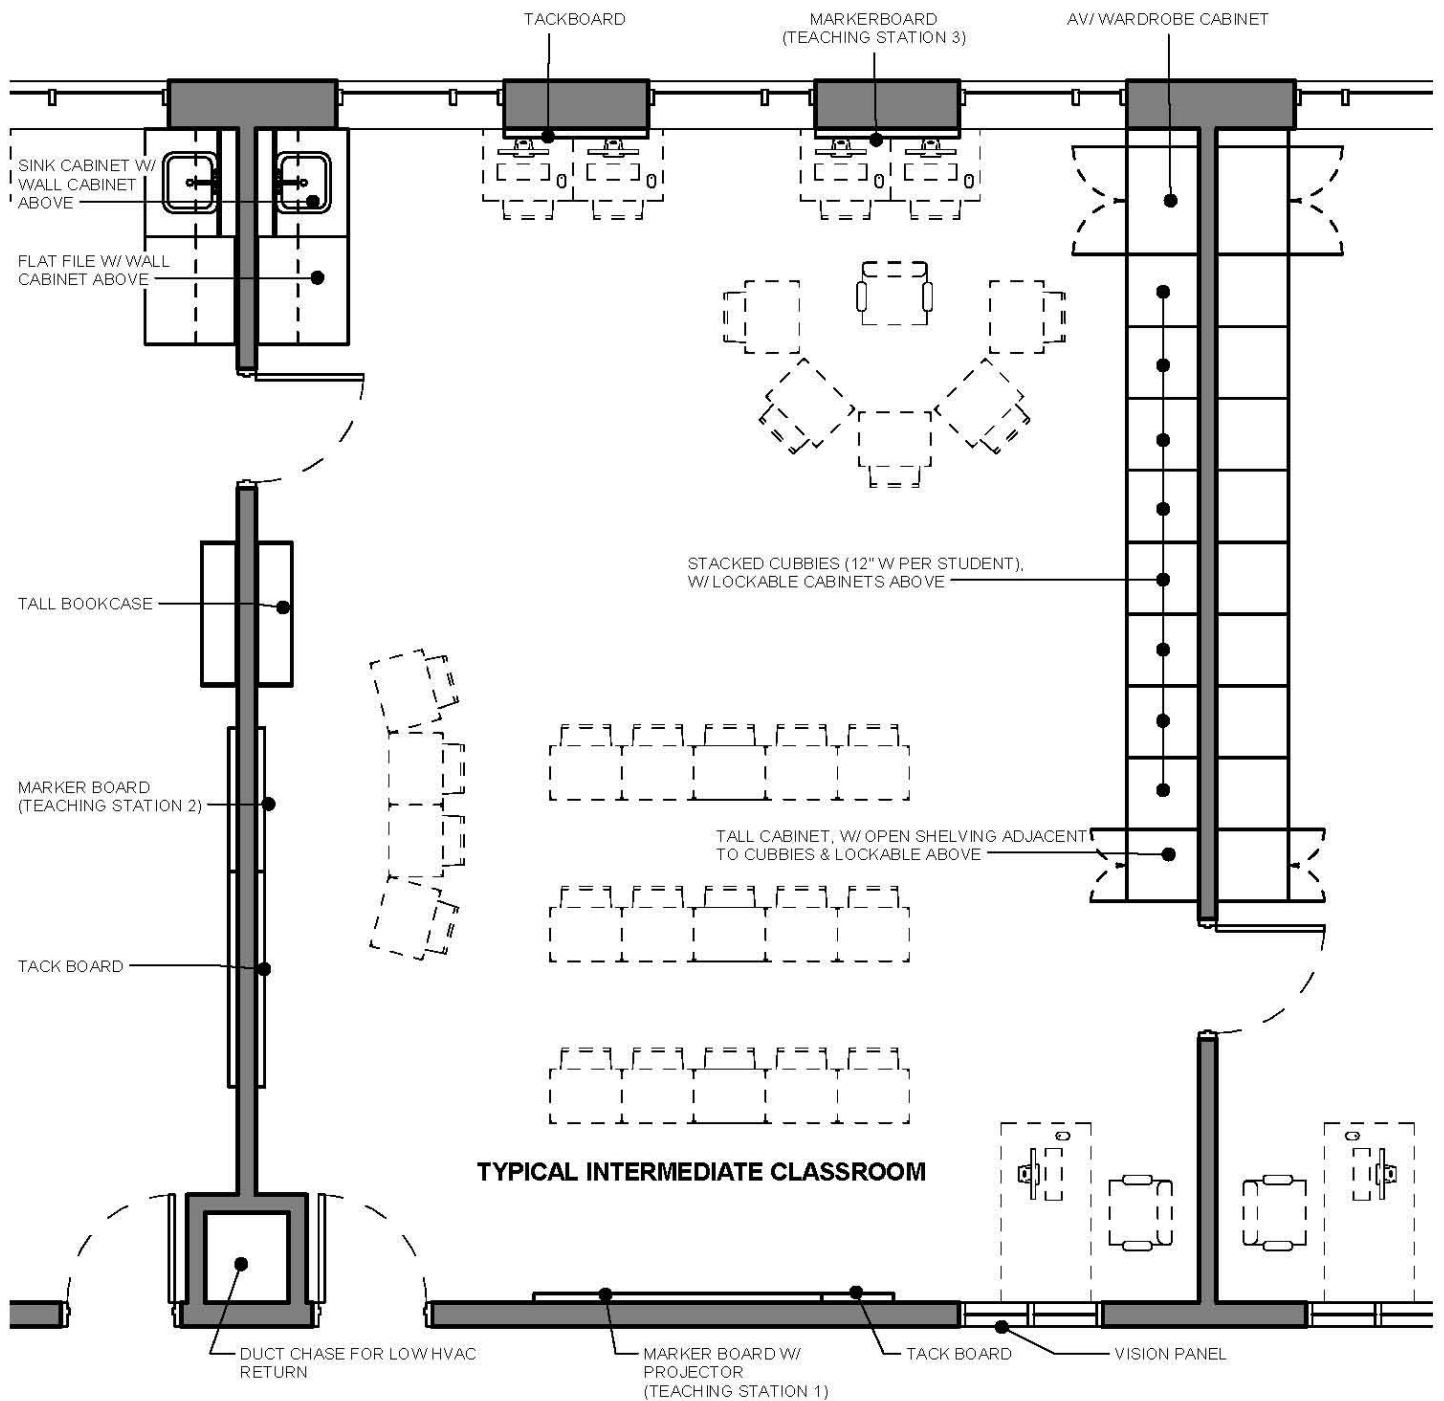 TACKBOARD
MARKERBOARD
(TEACHING STATION 3)
AV/ WARDROBE CABINET
SINK CABINET W/
WALL CABINET
ABOVE
FLAT FILE W/ WALL
CABINET ABOVE
STACKED CUBBIES (12" W PER STUDENT),
W/ LOCKABLE CABINETS ABOVE
TALL BOOKCASE
MARKER BOARD
(TEACHING STATION 2)
TALL CABINET, W/ OPEN SHELVING ADJACENT
TO CUBBIES & LOCKABLE ABOVE
TACK BOARD
TYPICAL INTERMEDIATE CLASSROOM
DUCT CHASE FOR LOW HVAC
RETURN
MARKER BOARD W/
PROJECTOR
(TEACHING STATION 1)
TACK BOARD
VISION PANEL